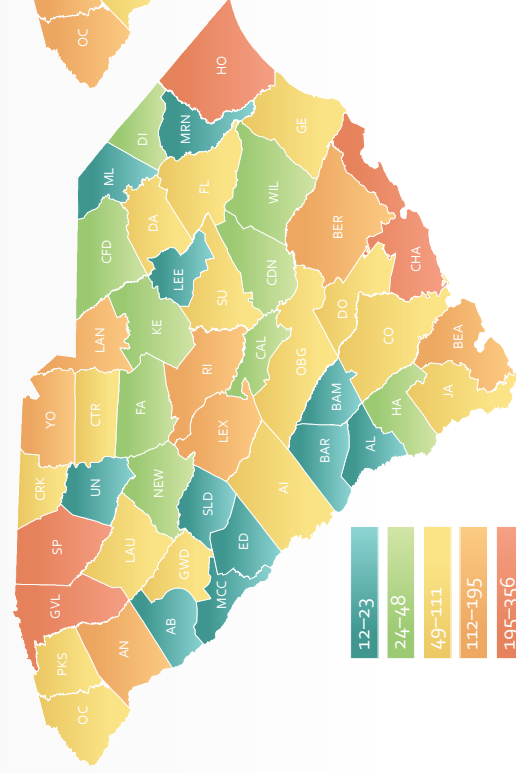 GVL
SP
CRK
YO
PKS
OC
OC
UN
CTR
LAN
CFD
ML
AN
LAU
NEW
FA
KE
DA
DI
AB
GWD
LEE
MRN
MCC
SLD
LEX
RI
SU
FL
HO
ED
CAL
CDN
WIL
AI
OBG
GE
BAR
BAM
DO
BER
AL
HA
CO
CHA
JA
BEA
12–23
24–48
49–111
112–195
195–356